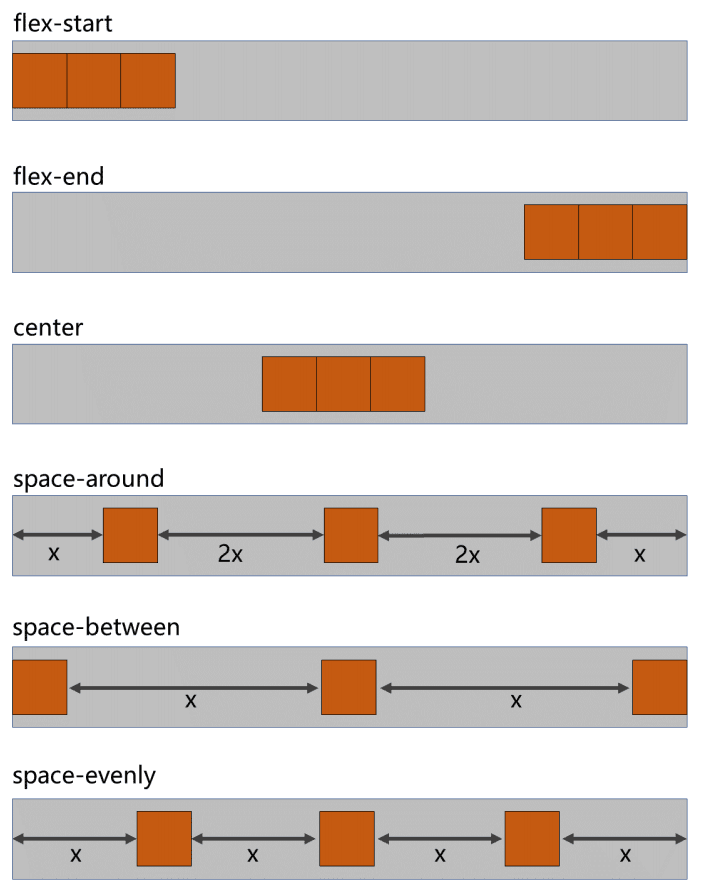 flex-start
flex-end
center
space-around
x 2x 2x x
space-between
x x
space-evenly
x x x x